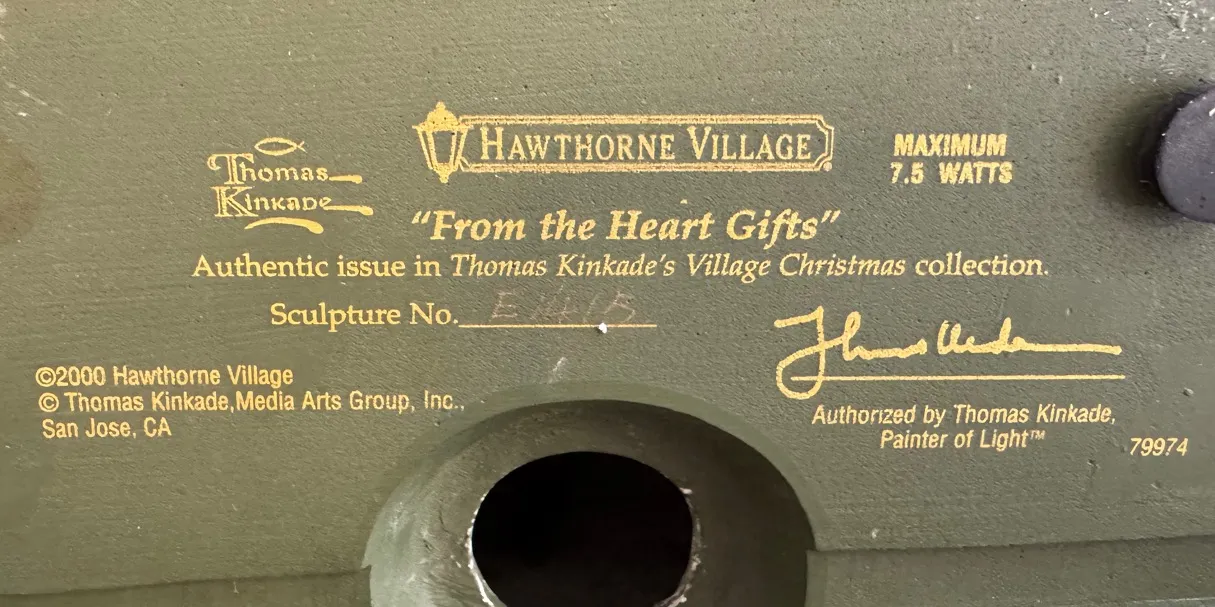 Thomas
Kinkade
HAWTHORNE VILLAGE®
MAXIMUM
7.5 WATTS
“From the Heart Gifts”
Authentic issue in Thomas Kinkade's Village Christmas collection.
Sculpture No.
©2000 Hawthorne Village
© Thomas Kinkade, Media Arts Group, Inc.,
San Jose, CA
Authorized by Thomas Kinkade,
Painter of Light™
79974